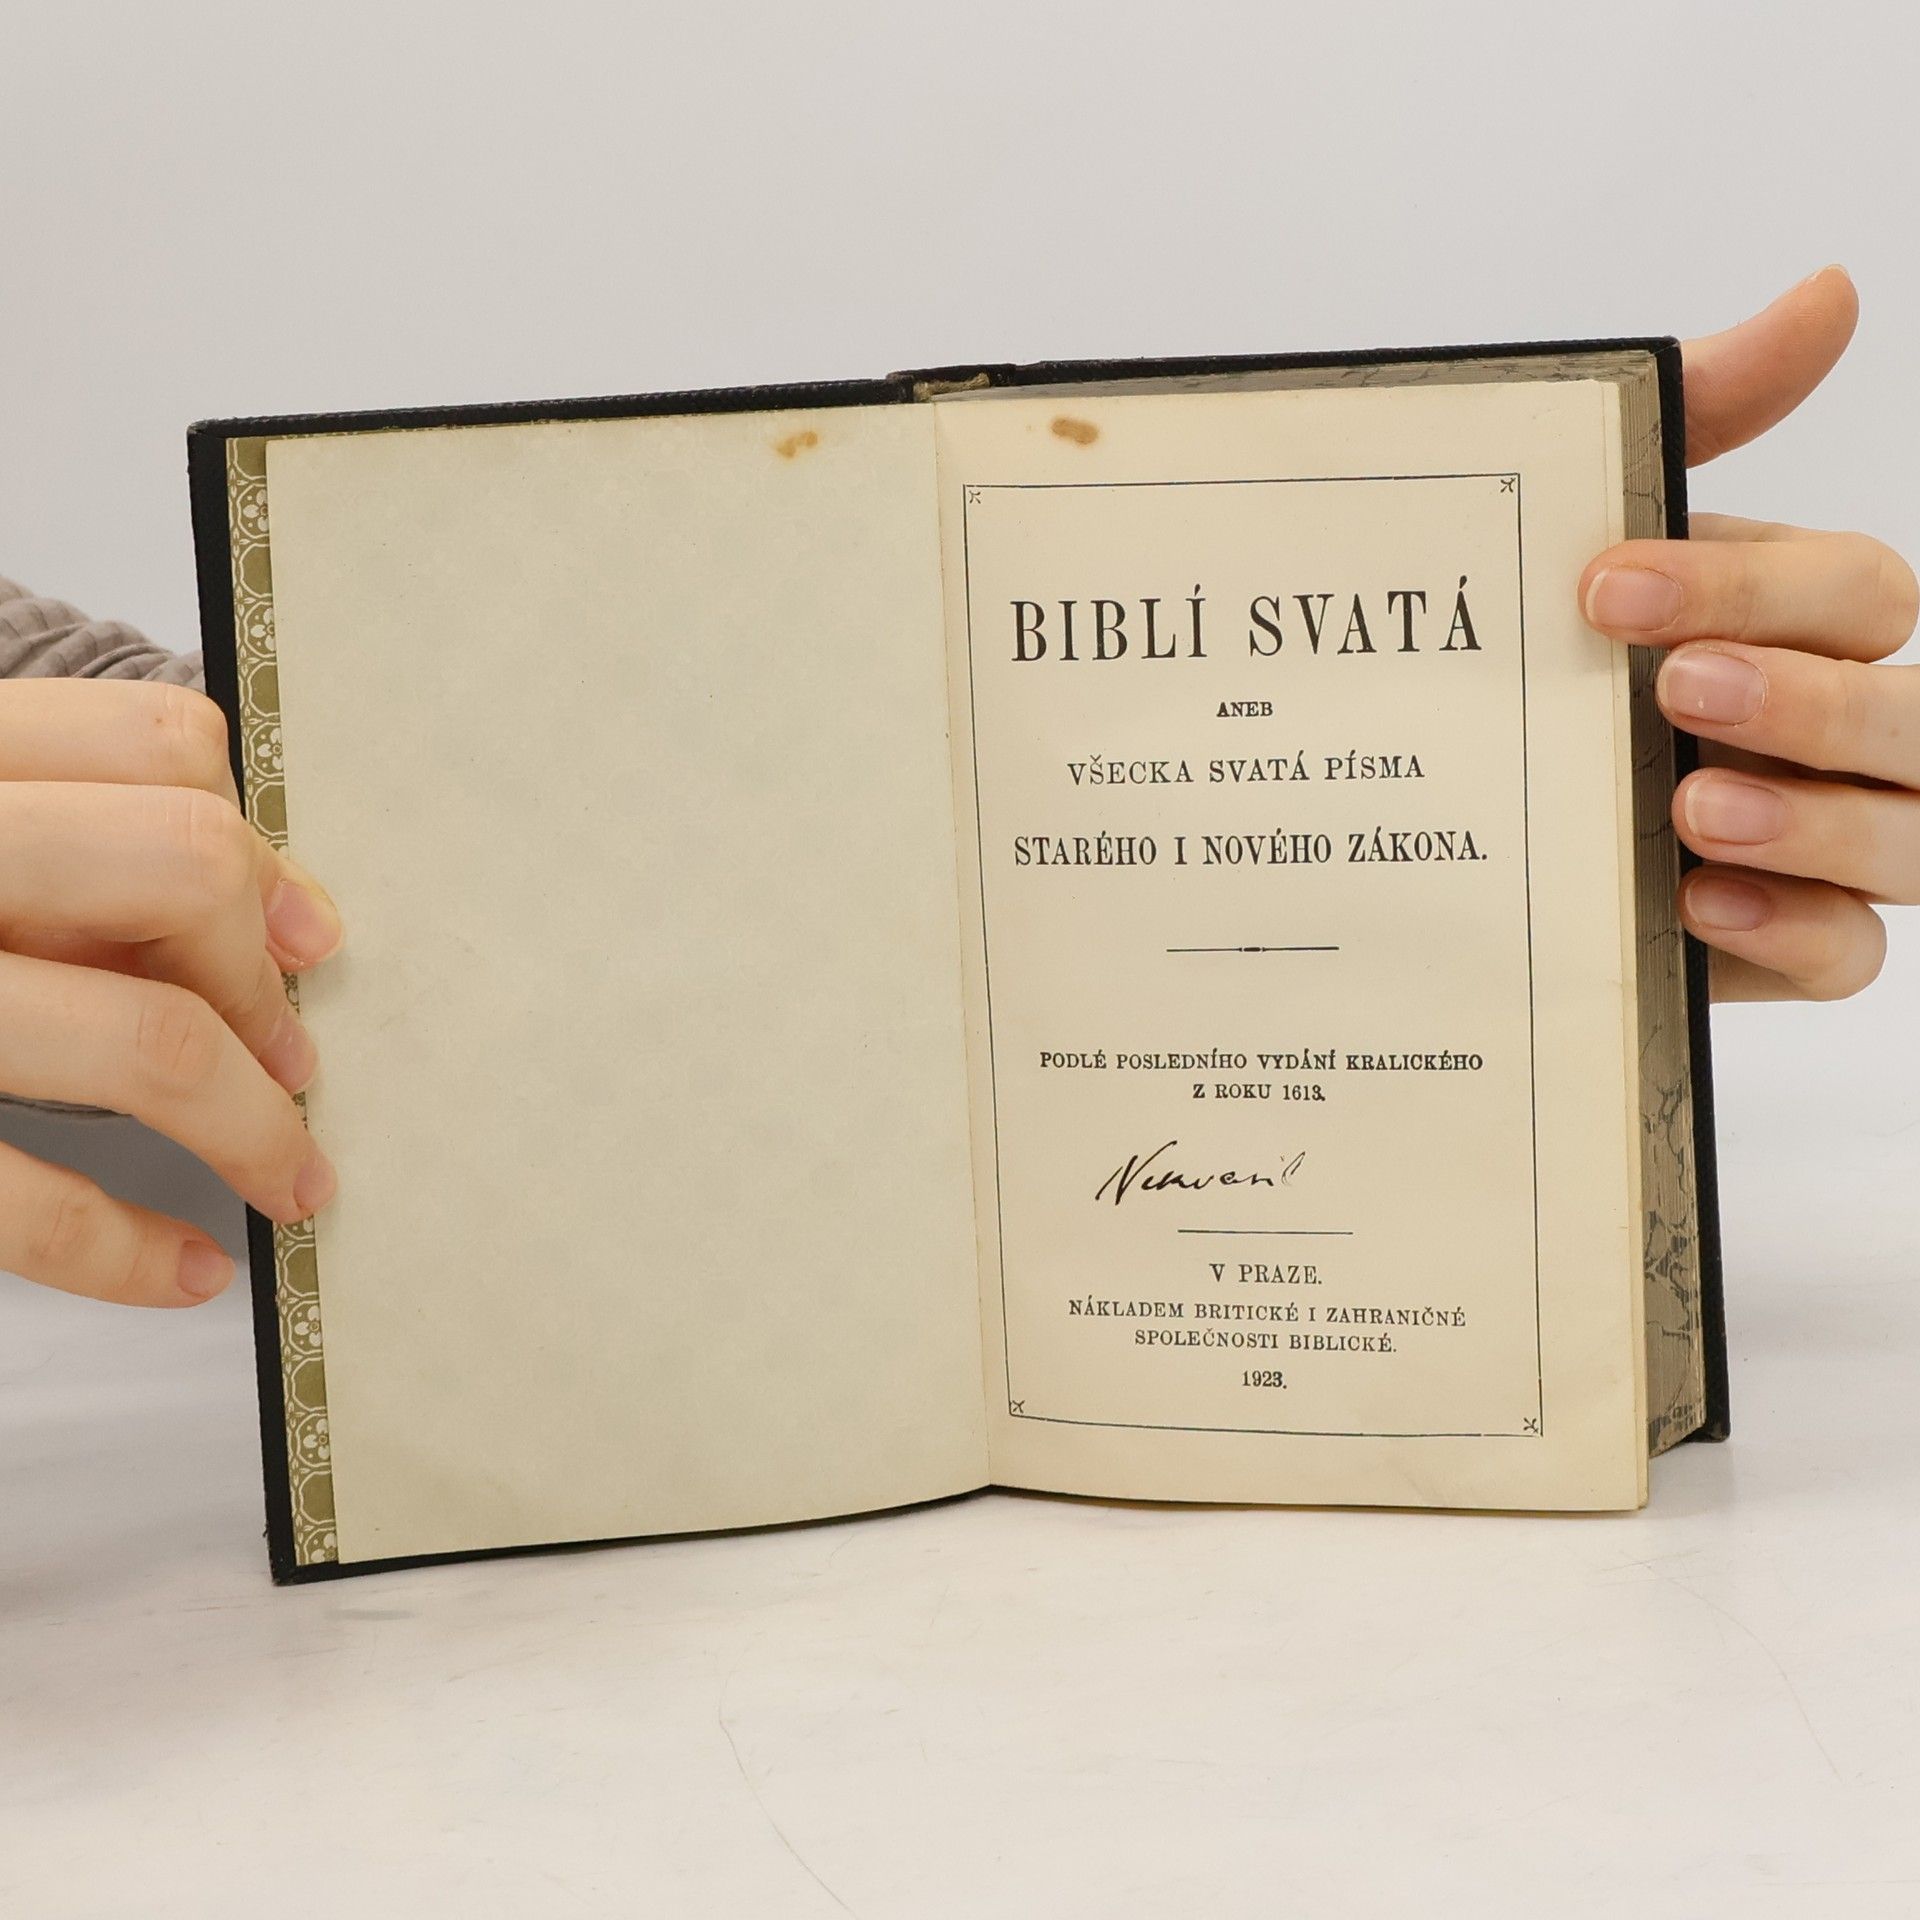 BIBLÍ SVATÁ
ANEB
VŠECKA SVATÁ PÍSMA
STARÉHO I NOVÉHO ZÁKONA.
PODLÉ POSLEDNÍHO VYDÁNÍ KRALICKÉHO
Z ROKU 1613.
Nekvasil
V PRAZE.
NÁKLADEM BRITICKÉ I ZAHRANIČNÉ
SPOLEČNOSTI BIBLICKÉ.
1923.